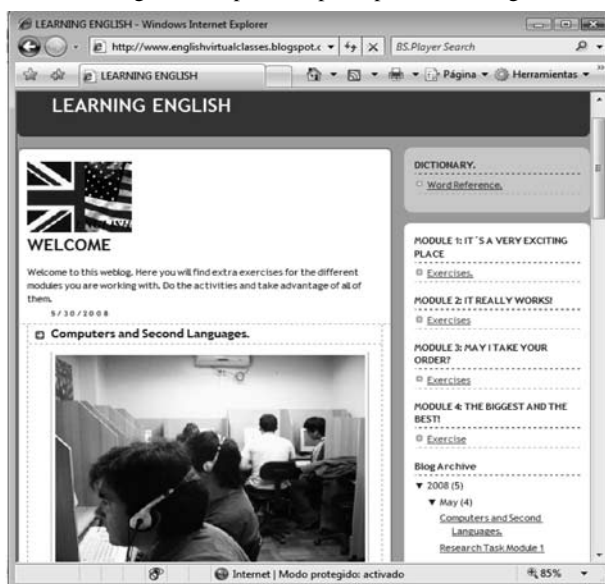 LEARNING ENGLISH - Windows Internet Explorer
http://www.englishvirtualclasses.blogspot.c
BS.Player Search
LEARNING ENGLISH
Página
Herramientas
LEARNING ENGLISH
WELCOME
Welcome to this weblog. Here you will find extra exercises for the different
modules you are working with. Do the activities and take advantage of all of
them.
5/30/2008
Computers and Second Languages.
DICTIONARY.
Word Reference.
MODULE 1: IT´S A VERY EXCITING
PLACE
Exercises.
MODULE 2: IT REALLY WORKS!
Exercises
MODULE 3: MAY I TAKE YOUR
ORDER?
Exercises
MODULE 4: THE BIGGEST AND THE
BEST!
Exercise
Blog Archive
▼ 2008 (5)
▼ May (4)
Computers and Second
Languages.
Research Task Module 1
Internet | Modo protegido: activado
85%